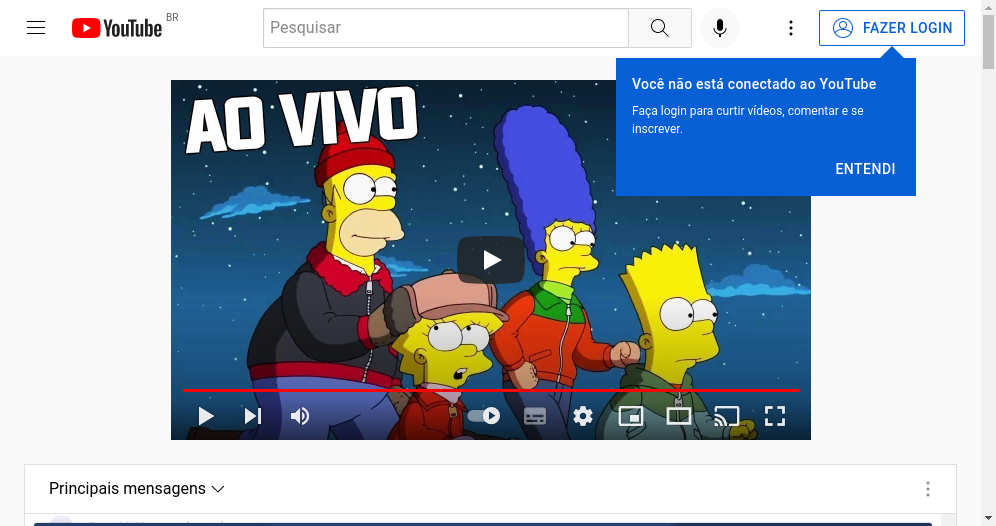 YouTube BR
Pesquisar
FAZER LOGIN
Você não está conectado ao YouTube
Faça login para curtir vídeos, comentar e se
inscrever.
ENTENDI
AO VIVO
Principais mensagens